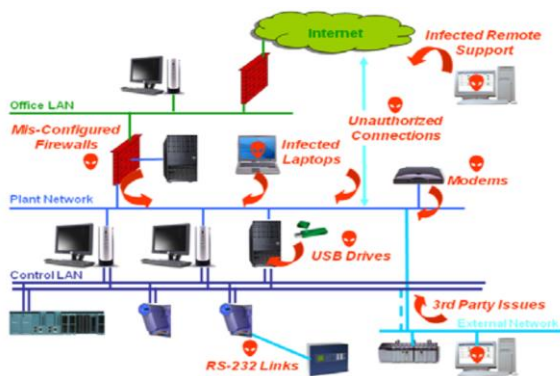 Internet
Infected Remote
Support
Office LAN
Mis-Configured
Firewalls
Infected
Laptops
Unauthorized
Connections
Modems
Plant Network
USB Drives
Control LAN
3rd Party Issues
External Network
RS-232 Links